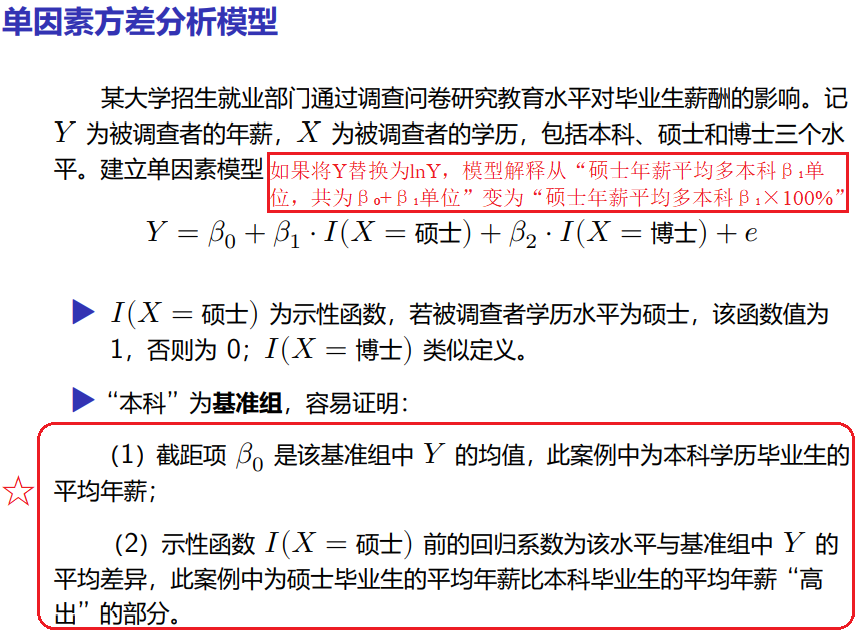 单因素方差分析模型
某大学招生就业部门通过调查问卷研究教育水平对毕业生薪酬的影响。记
Y 为被调查者的年薪，X 为被调查者的学历，包括本科、硕士和博士三个水
平。建立单因素模型
如果将Y替换为lnY，模型解释从“硕士年薪平均多本科β₁单
位，共为β₀+β₁单位”变为“硕士年薪平均多本科β₁×100%”
Y = β₀ + β₁ · I(X = 硕士) + β₂ · I(X = 博士) + e
I(X = 硕士) 为示性函数，若被调查者学历水平为硕士，该函数值为
1，否则为 0；I(X = 博士) 类似定义。
“本科”为基准组，容易证明：
（1）截距项 β₀ 是该基准组中 Y 的均值，此案例中为本科学历毕业生的
平均年薪；
（2）示性函数 I(X = 硕士) 前的回归系数为该水平与基准组中 Y 的
平均差异，此案例中为硕士毕业生的平均年薪比本科毕业生的平均年薪“高
出”的部分。